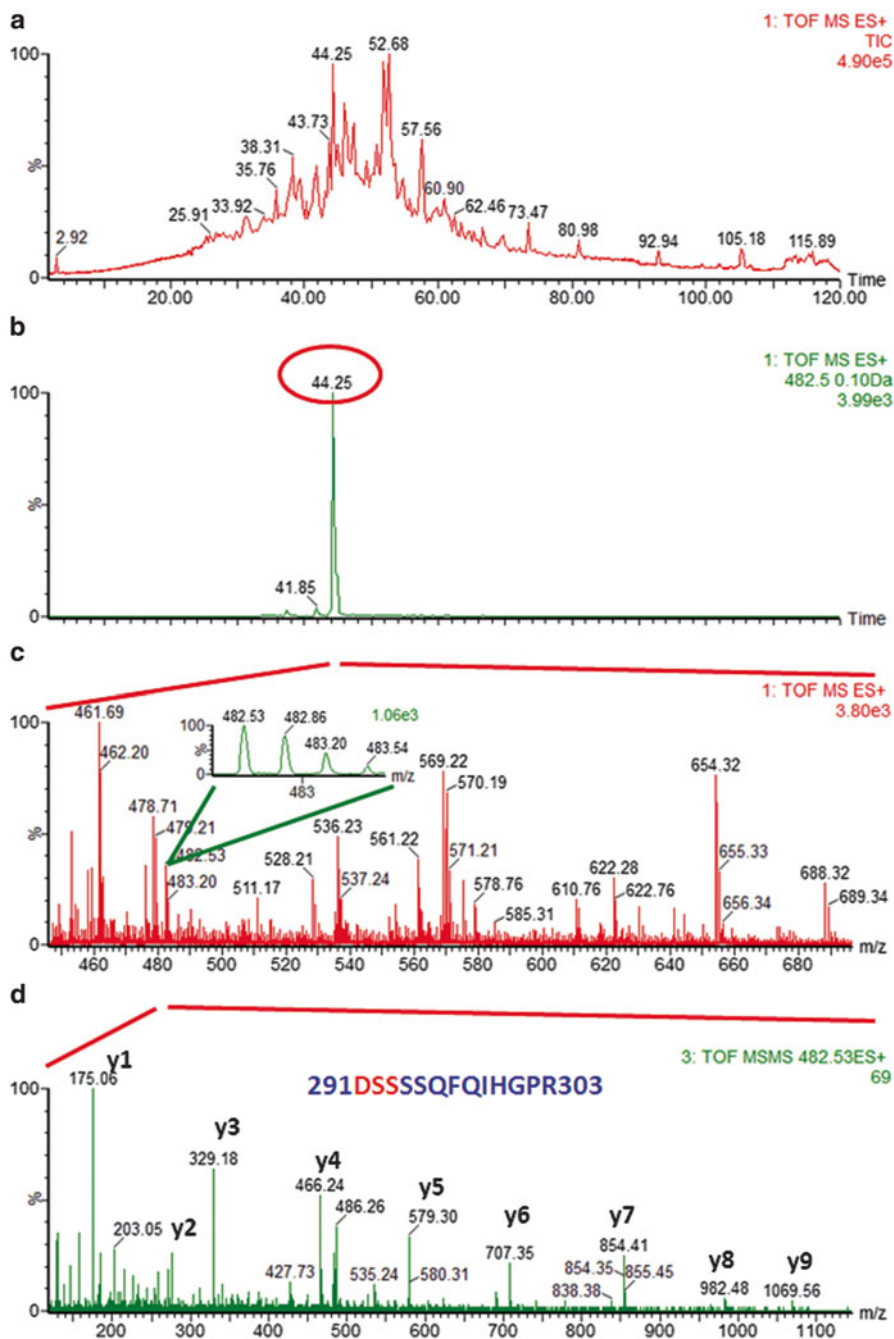 a
1: TOF MS ES+
TIC
4.90e5
100
%
0
2.92
25.91
33.92
35.76
38.31
43.73
44.25
52.68
57.56
60.90
62.46
73.47
80.98
92.94
105.18
115.89
Time
20.00 40.00 60.00 80.00 100.00 120.00
b
1: TOF MS ES+
482.5 0.10Da
3.99e3
100
%
0
41.85
44.25
Time
c
1: TOF MS ES+
3.80e3
100
%
0
461.69
462.20
478.71
479.21
482.53
483.20
511.17
528.21
536.23
537.24
561.22
569.22
570.19
571.21
578.76
585.31
610.76
622.28
622.76
654.32
655.33
656.34
688.32
689.34
100
%
0
482.53
482.86
483.20
483.54
1.06e3
m/z
483
460 480 500 520 540 560 580 600 620 640 660 680 m/z
d
3: TOF MSMS 482.53ES+
69
291DSSSSQFQIHGPR303
100
%
0
y1
175.06
203.05
y2
y3
329.18
427.73
y4
466.24
486.26
535.24
y5
579.30
580.31
y6
707.35
838.38
y7
854.41
854.35
855.45
y8
982.48
y9
1069.56
200 300 400 500 600 700 800 900 1000 1100 m/z